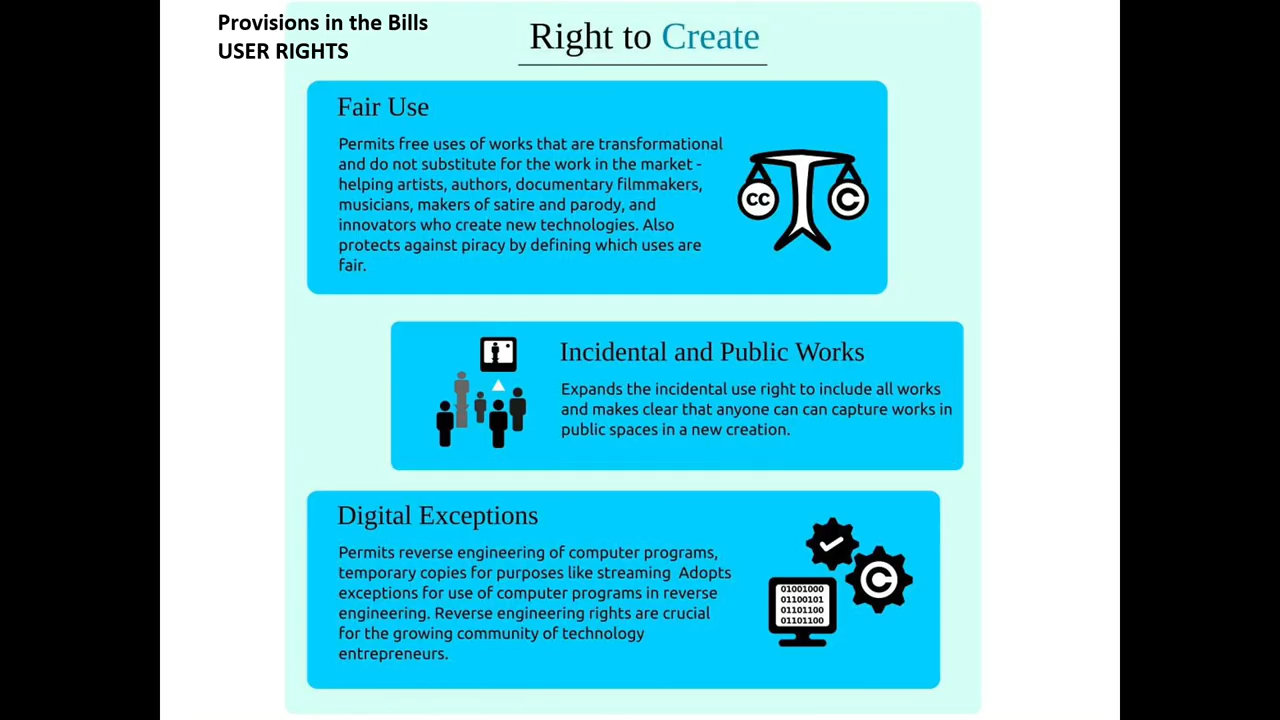 Provisions in the Bills
USER RIGHTS
Right to Create
Fair Use
Permits free uses of works that are transformational
and do not substitute for the work in the market -
helping artists, authors, documentary filmmakers,
musicians, makers of satire and parody, and
innovators who create new technologies. Also
protects against piracy by defining which uses are
fair.
CC
C
Incidental and Public Works
Expands the incidental use right to include all works
and makes clear that anyone can can capture works in
public spaces in a new creation.
Digital Exceptions
Permits reverse engineering of computer programs,
temporary copies for purposes like streaming  Adopts
exceptions for use of computer programs in reverse
engineering. Reverse engineering rights are crucial
for the growing community of technology
entrepreneurs.
C
01001000
01100101
01101100
01101100